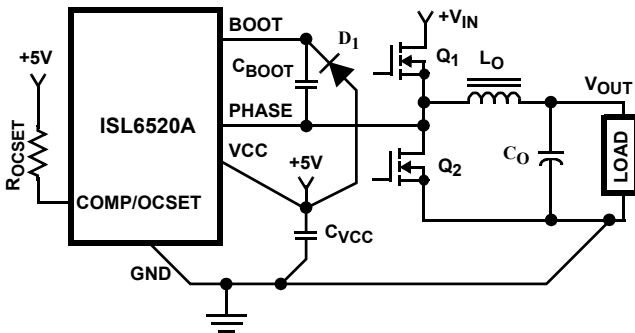 BOOT
+VIN
+5V
D1
CBOOT
Q1
LO
VOUT
ISL6520A
PHASE
ROCSET
VCC
+5V
Q2
CO
LOAD
COMP/OCSET
CVCC
GND